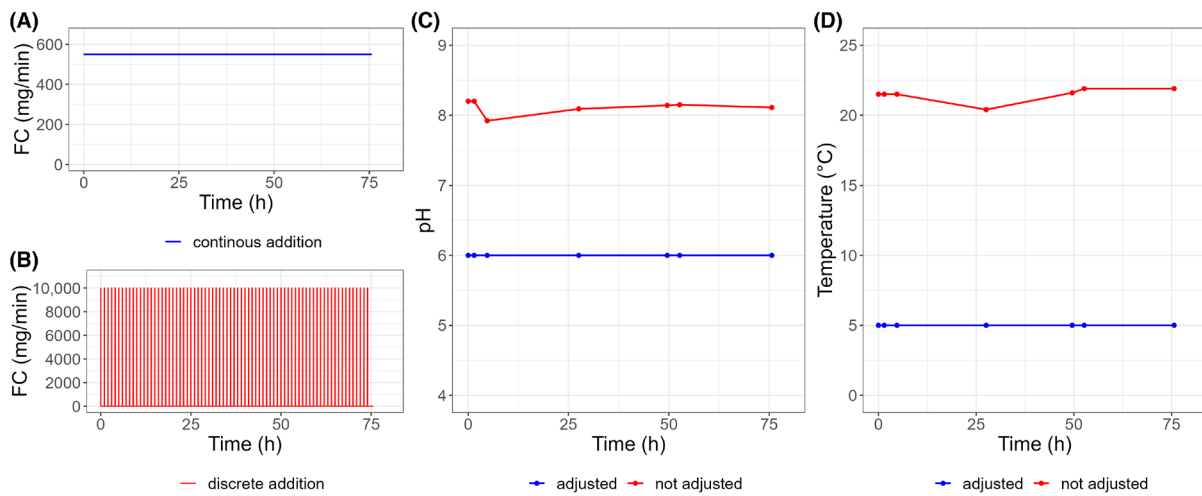 (A)
FC (mg/min)
600
400
200
0
0 25 50 75
Time (h)
continous addition
(B)
FC (mg/min)
10,000
8000
6000
4000
2000
0
0 25 50 75
Time (h)
discrete addition
(C)
pH
9
8
7
6
5
4
0 25 50 75
Time (h)
adjusted not adjusted
(D)
Temperature (°C)
25
20
15
10
5
0
0 25 50 75
Time (h)
adjusted not adjusted